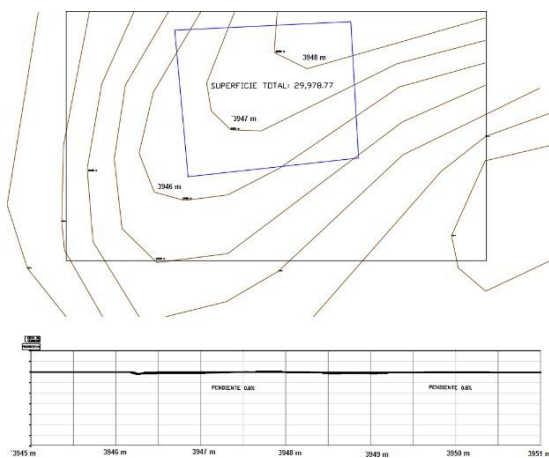 3948 m
SUPERFICIE TOTAL: 29,978.77
3947 m
3946 m
PENDIENTE 0.8%
PENDIENTE 0.8%
3945 m
3946 m
3947 m
3948 m
3949 m
3950 m
3951 m